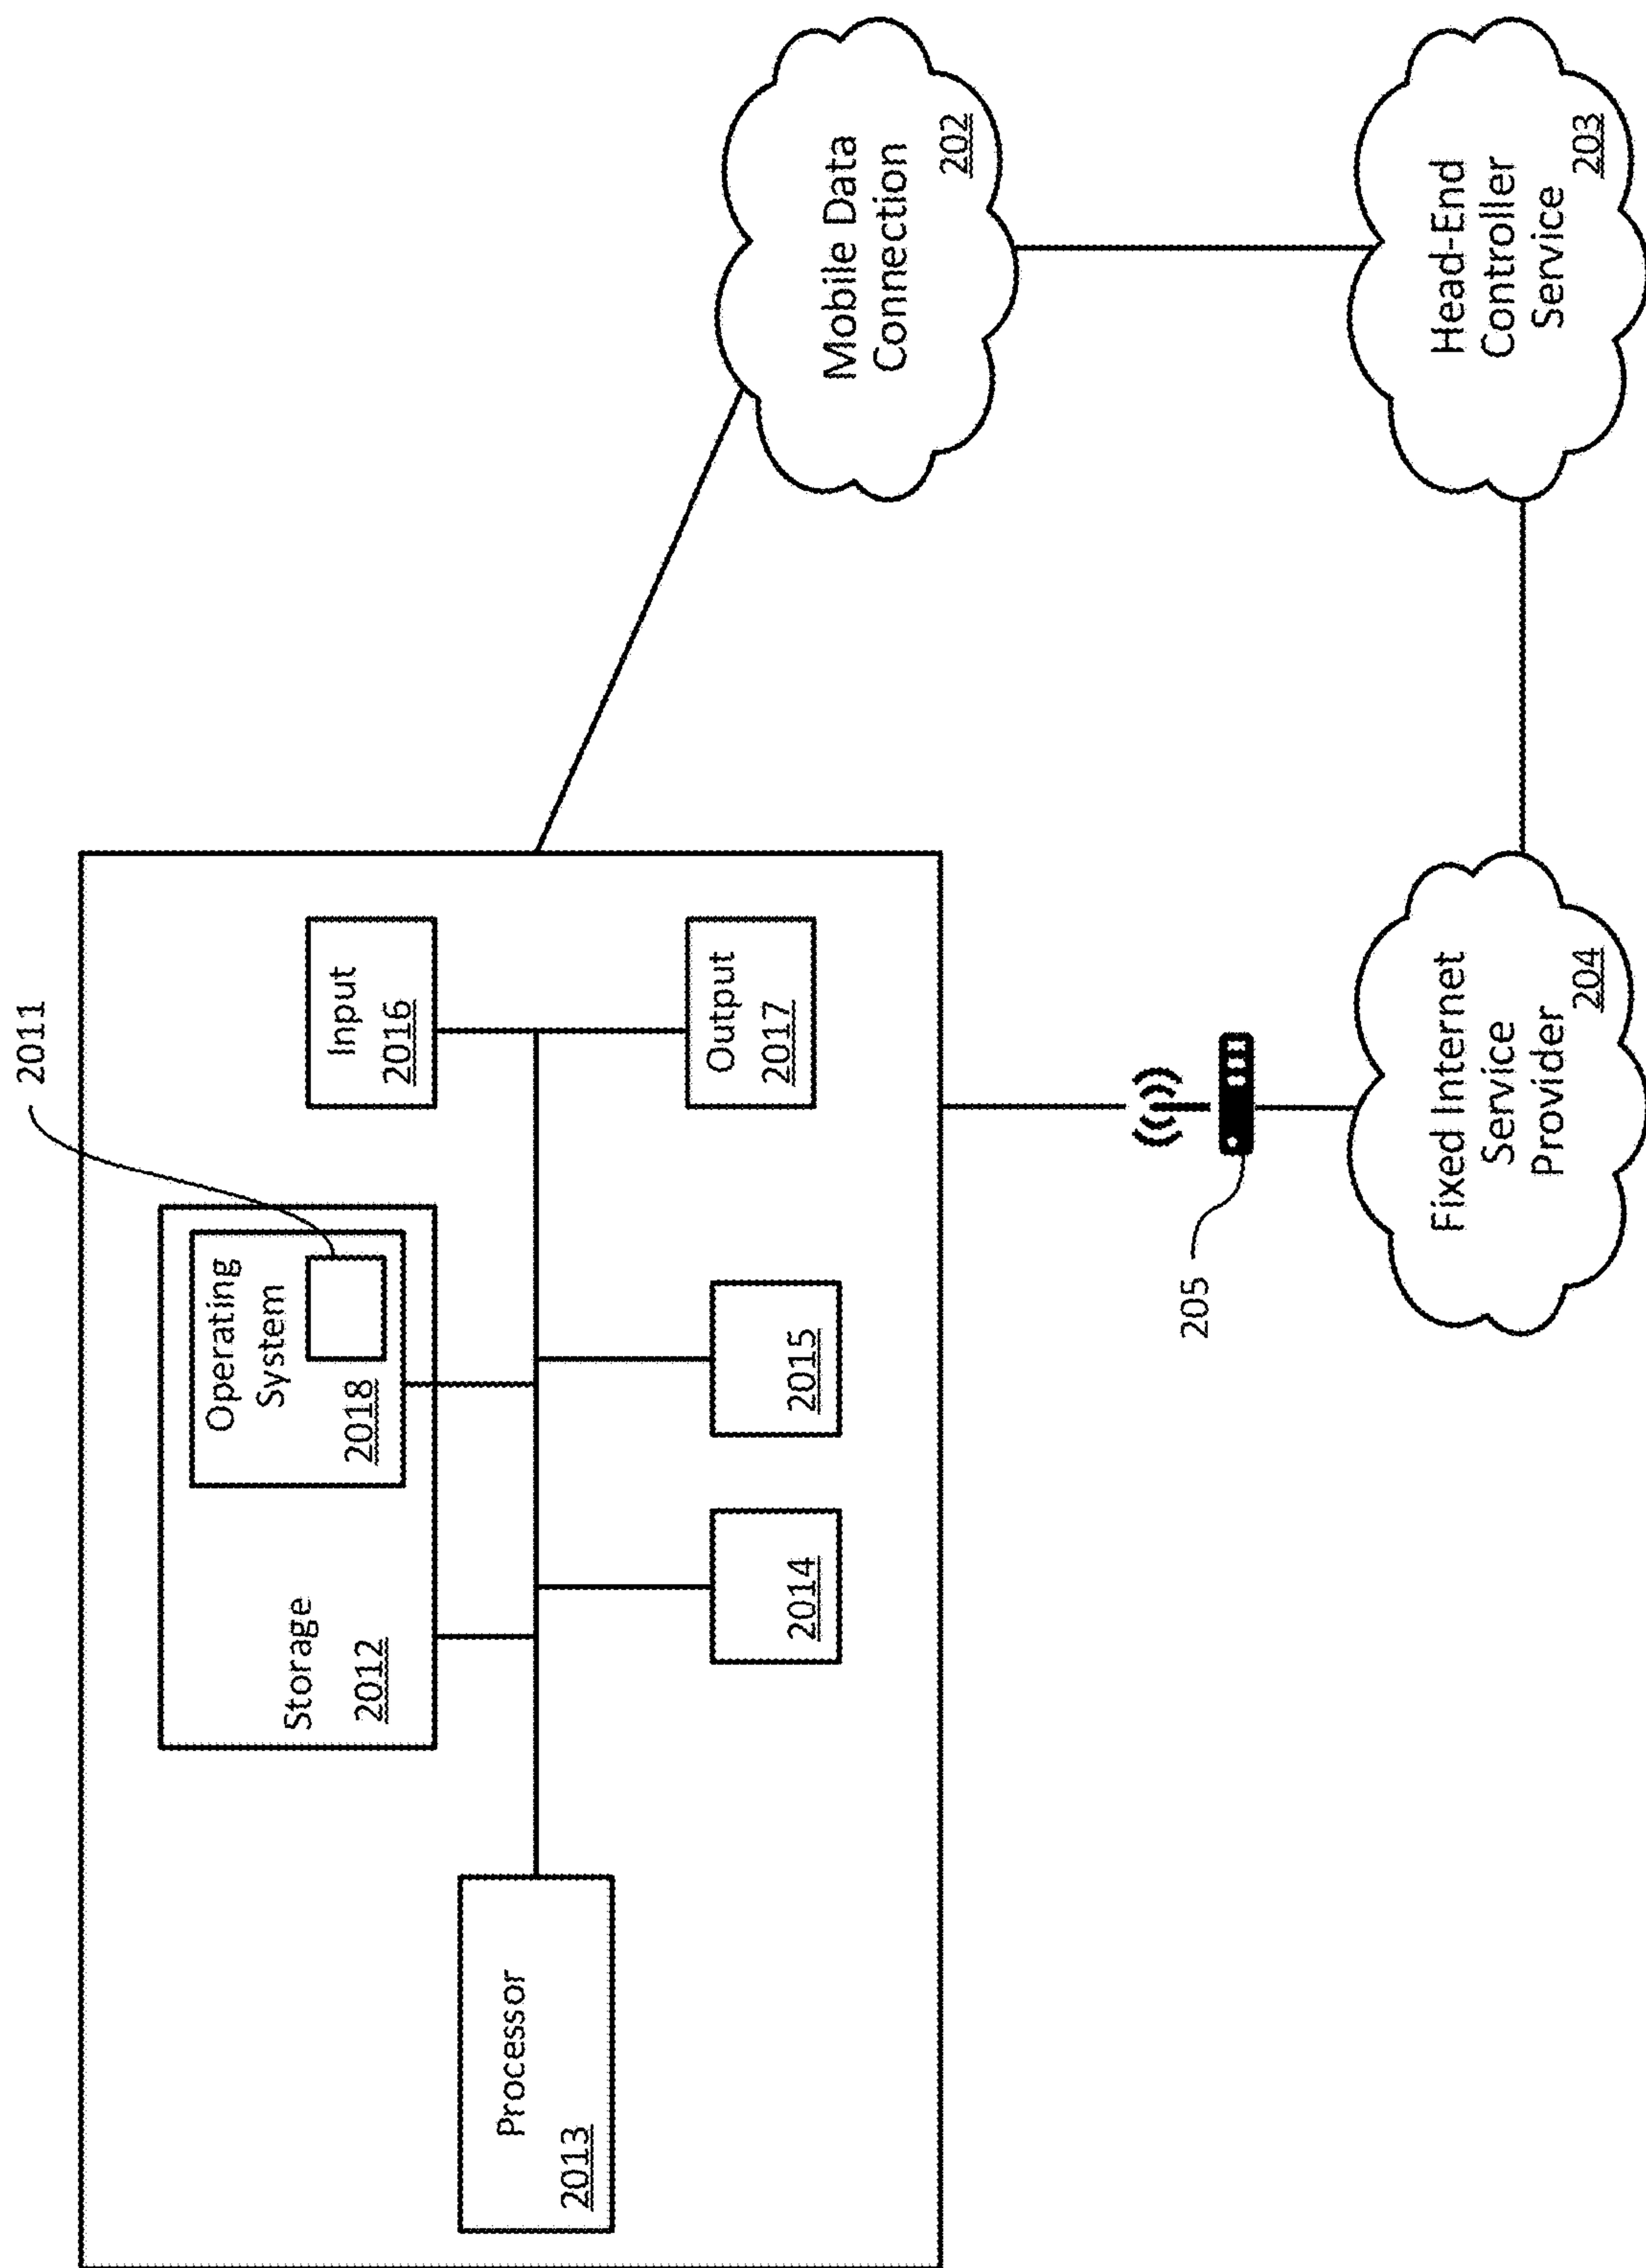 2011
Operating
System
2018
Storage
2012
Input
2016
Processor
2013
2014
2015
Output
2017
Mobile Data
Connection
202
205
Fixed Internet
Service
Provider
204
Head-End
Controller
Service
203